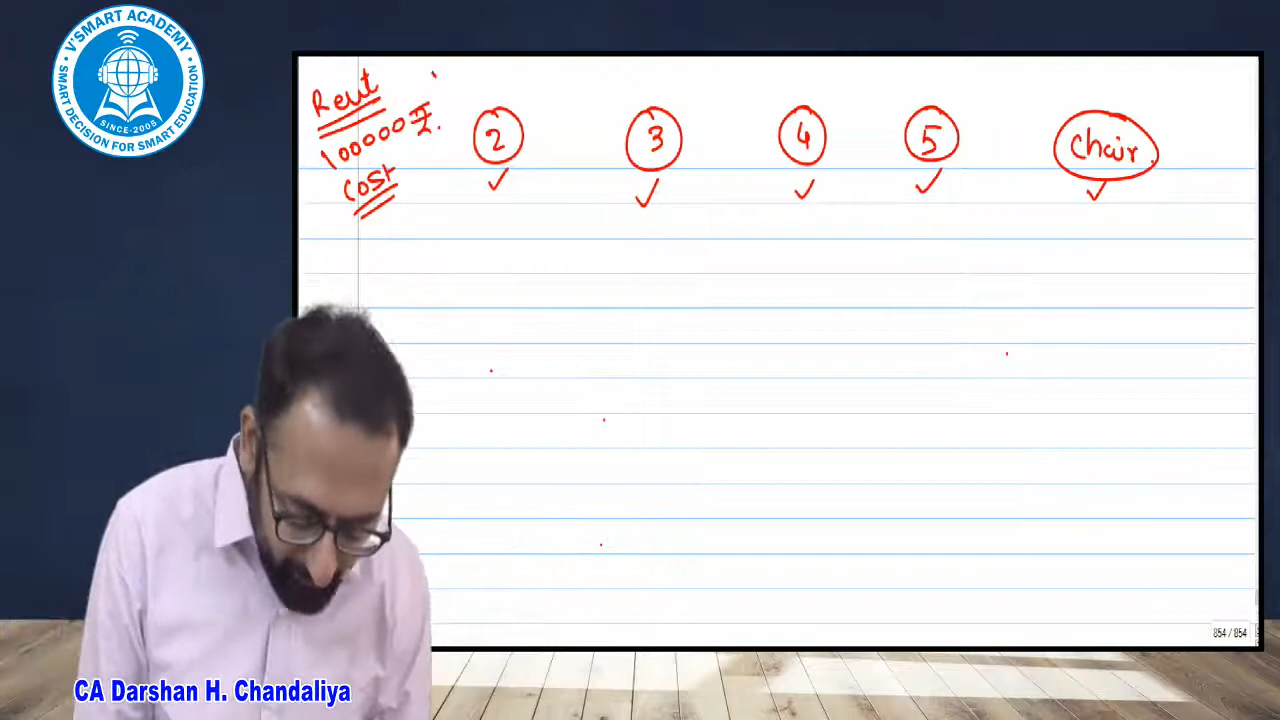 V'SMART ACADEMY
SMART DECISION FOR SMART EDUCATION
SINCE-2005
Rent
100000 ₹.
Cost
2 3 4 5 Chair
854 / 854
CA Darshan H. Chandaliya